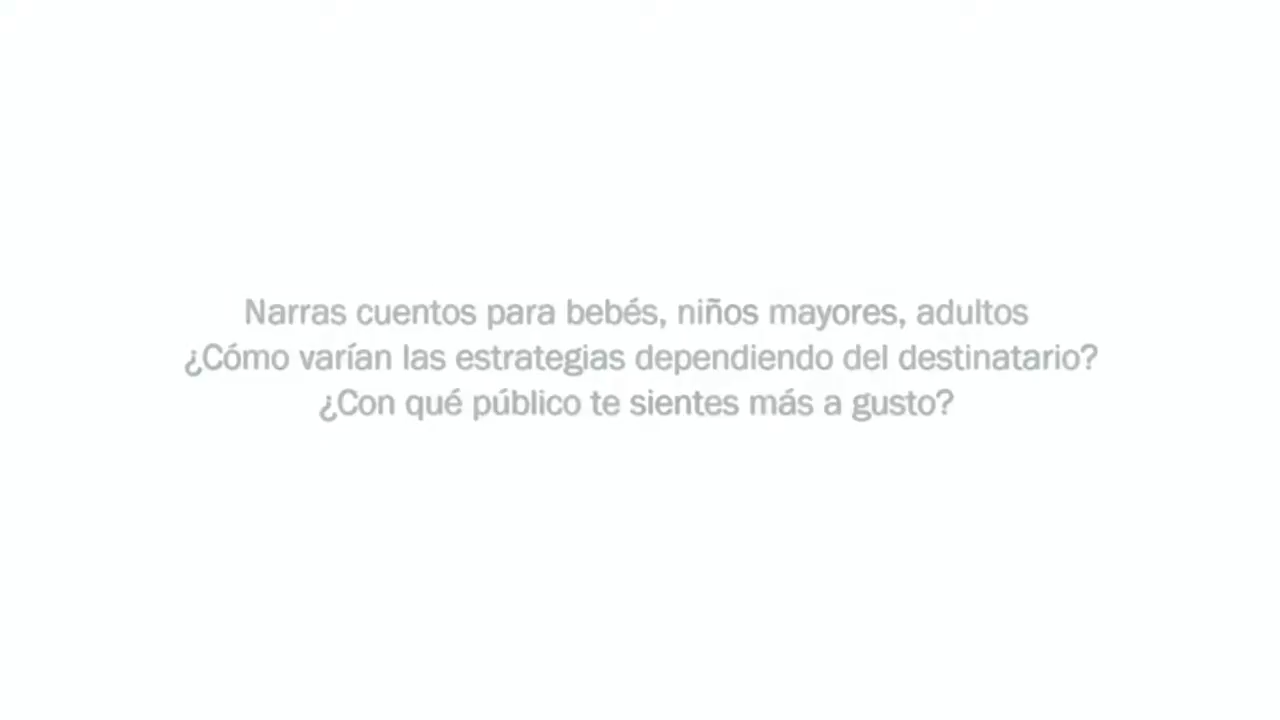 Narras cuentos para bebés, niños mayores, adultos
¿Cómo varían las estrategias dependiendo del destinatario?
¿Con qué público te sientes más a gusto?